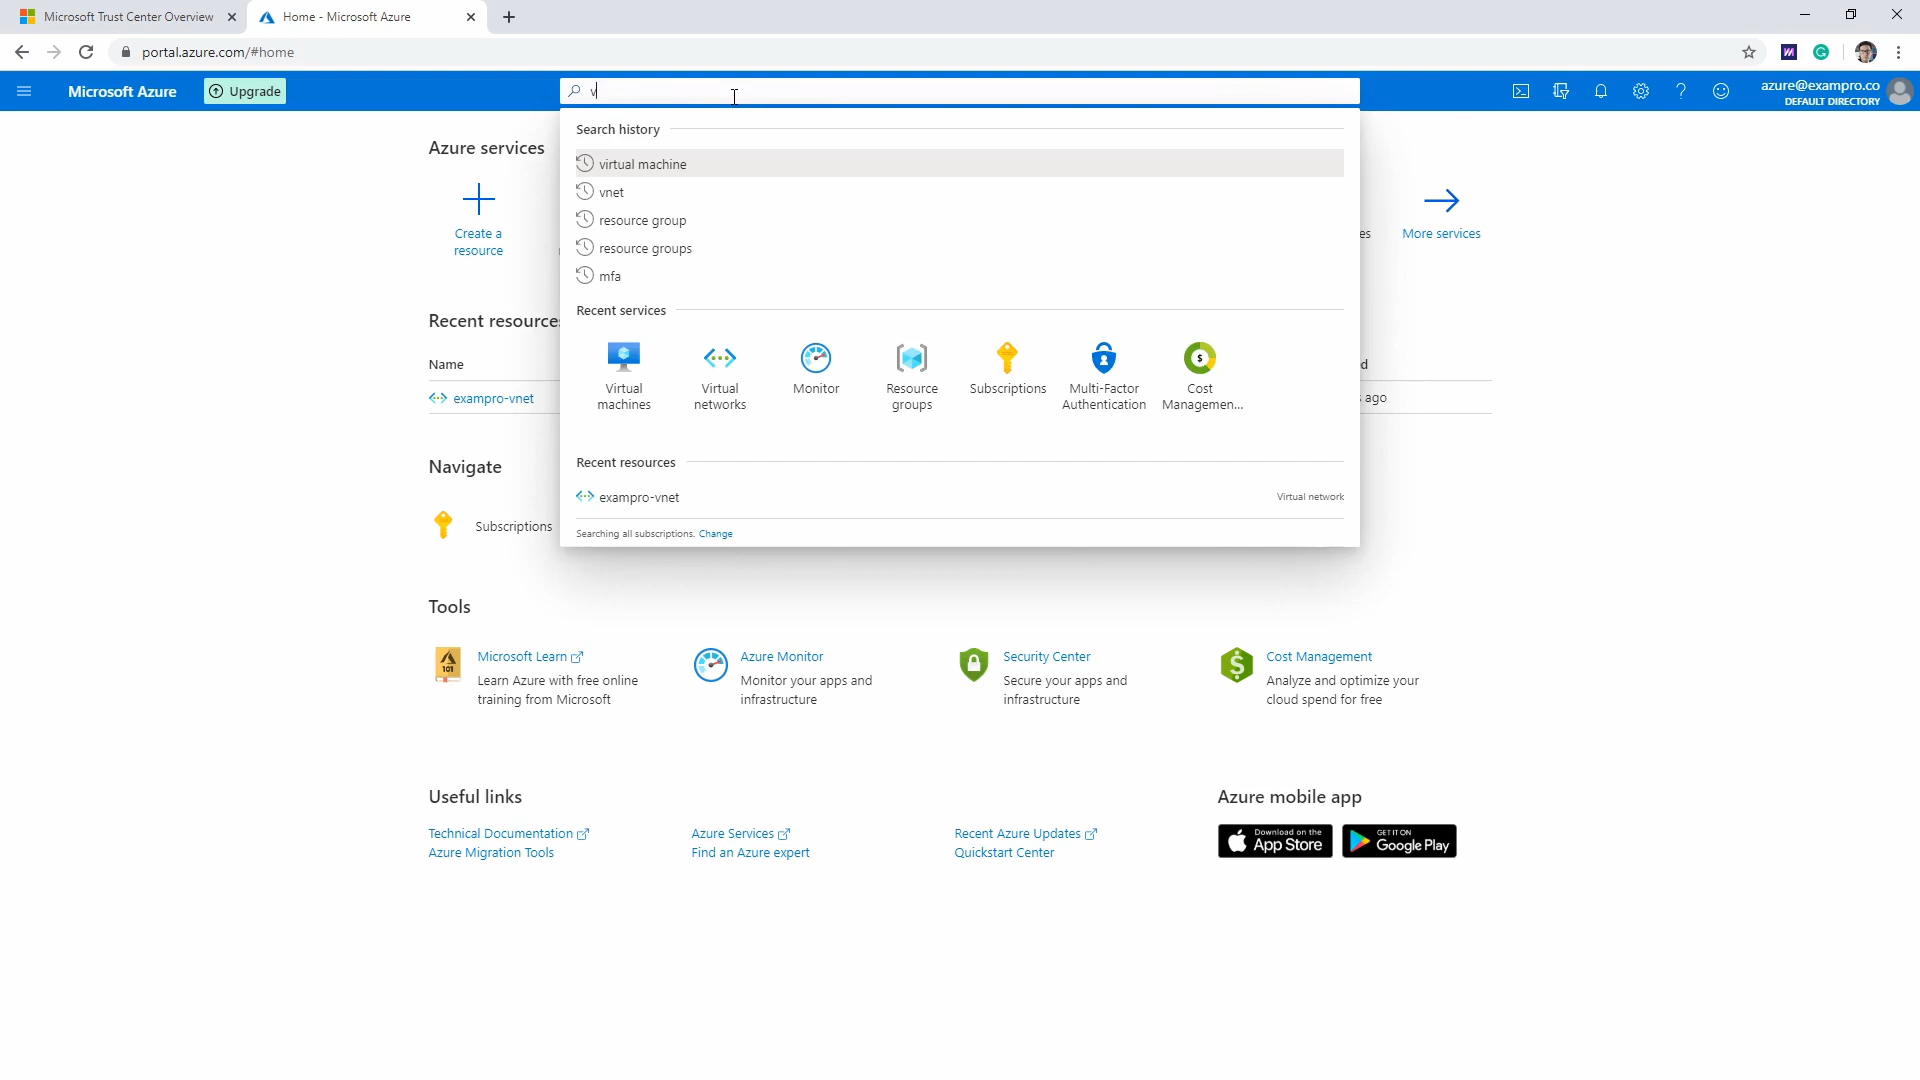 Microsoft Trust Center Overview
Home - Microsoft Azure
portal.azure.com/#home
Microsoft Azure
Upgrade
v
azure@exampro.co
DEFAULT DIRECTORY
Azure services
Create a
resource
es
More services
Search history
virtual machine
vnet
resource group
resource groups
mfa
Recent services
Virtual
machines
Virtual
networks
Monitor
Resource
groups
Subscriptions
Multi-Factor
Authentication
Cost
Managemen...
Recent resources
exampro-vnet
Virtual network
Searching all subscriptions. Change
Recent resource
Name
d
exampro-vnet
ago
Navigate
Subscriptions
Tools
101
Microsoft Learn
Learn Azure with free online
training from Microsoft
Azure Monitor
Monitor your apps and
infrastructure
Security Center
Secure your apps and
infrastructure
Cost Management
Analyze and optimize your
cloud spend for free
Useful links
Technical Documentation
Azure Migration Tools
Azure Services
Find an Azure expert
Recent Azure Updates
Quickstart Center
Azure mobile app
Download on the
App Store
GET IT ON
Google Play